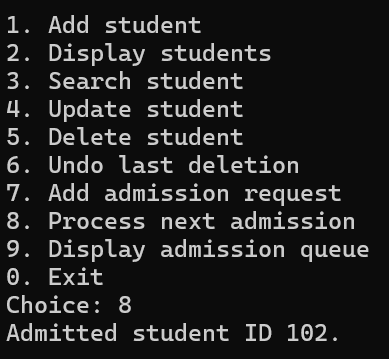 1. Add student
2. Display students
3. Search student
4. Update student
5. Delete student
6. Undo last deletion
7. Add admission request
8. Process next admission
9. Display admission queue
0. Exit
Choice: 8
Admitted student ID 102.